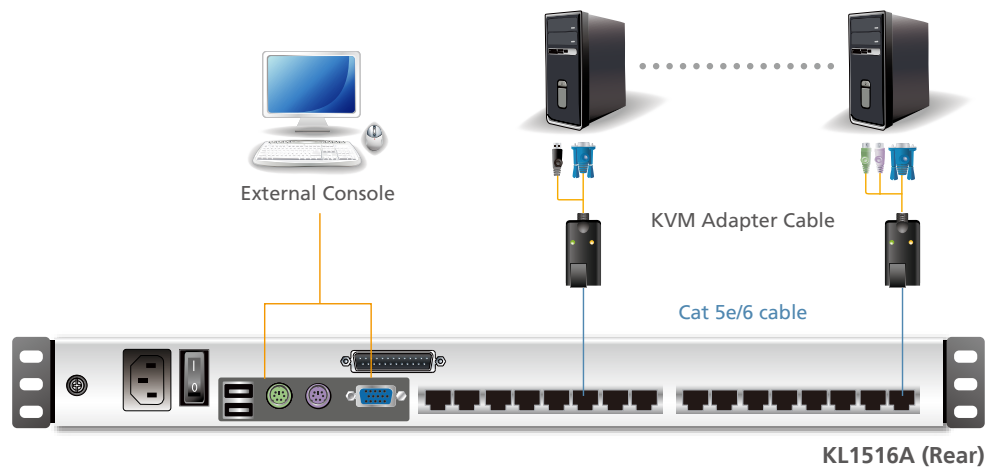 External Console
KVM Adapter Cable
Cat 5e/6 cable
I
O
KL1516A (Rear)